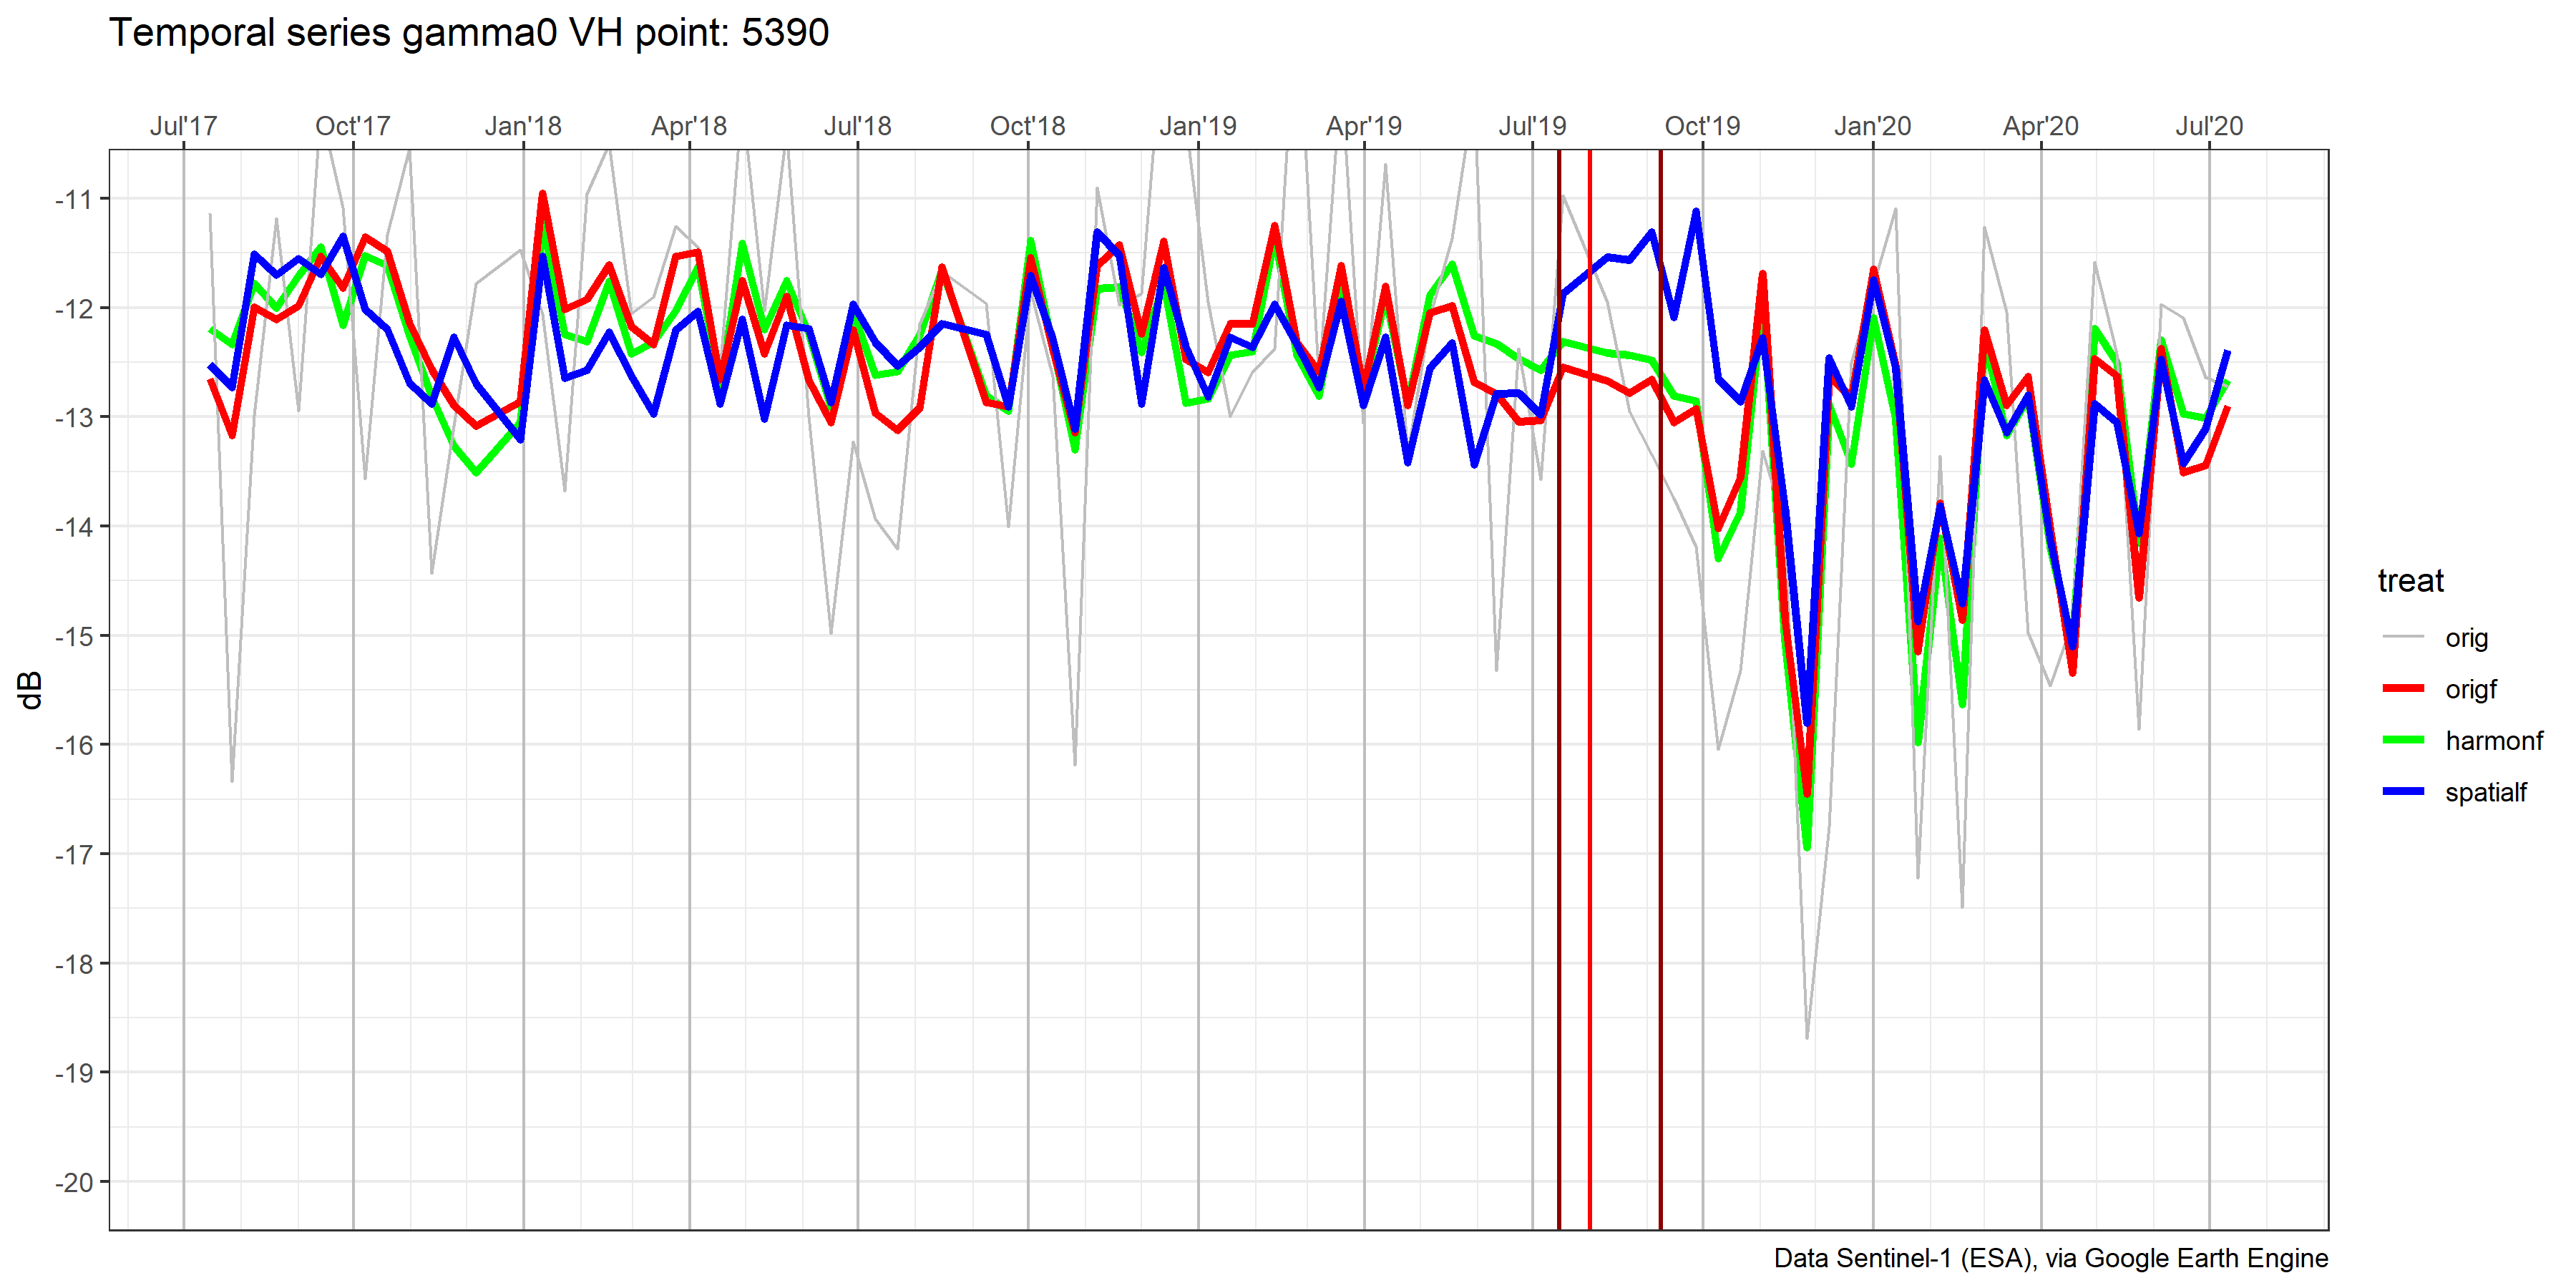 Temporal series gamma0 VH point: 5390
Jul'17 Oct'17 Jan'18 Apr'18 Jul'18 Oct'18 Jan'19 Apr'19 Jul'19 Oct'19 Jan'20 Apr'20 Jul'20
-11
-12
-13
-14
-15
-16
-17
-18
-19
-20
dB
treat
orig
origf
harmonf
spatialf
Data Sentinel-1 (ESA), via Google Earth Engine